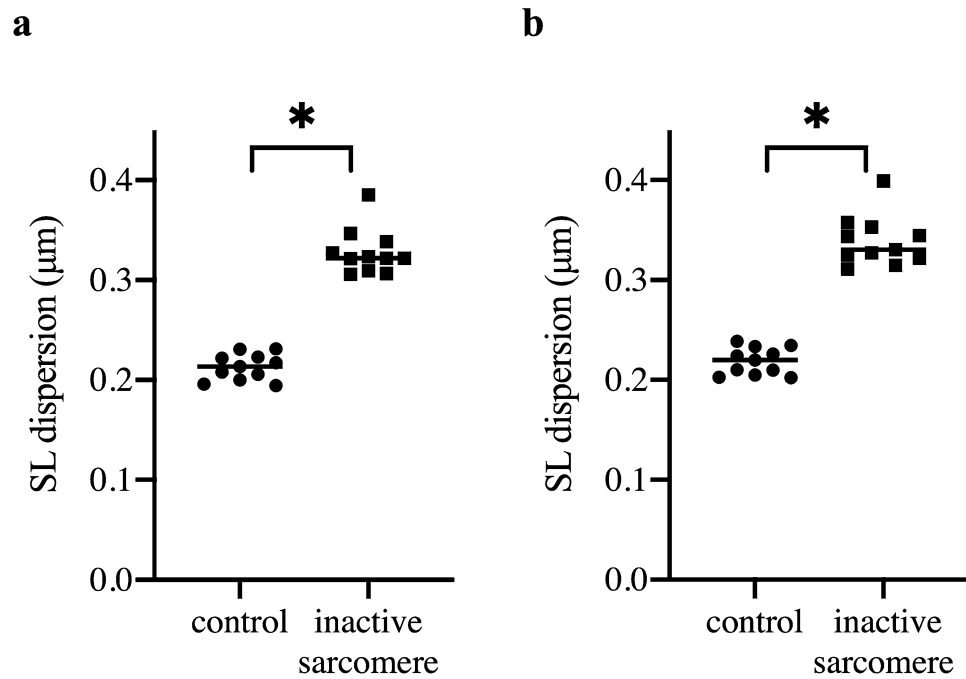 a
b
*
*
SL dispersion (μm)
0.4
0.3
0.2
0.1
0.0
control
inactive
sarcomere
SL dispersion (μm)
0.4
0.3
0.2
0.1
0.0
control
inactive
sarcomere